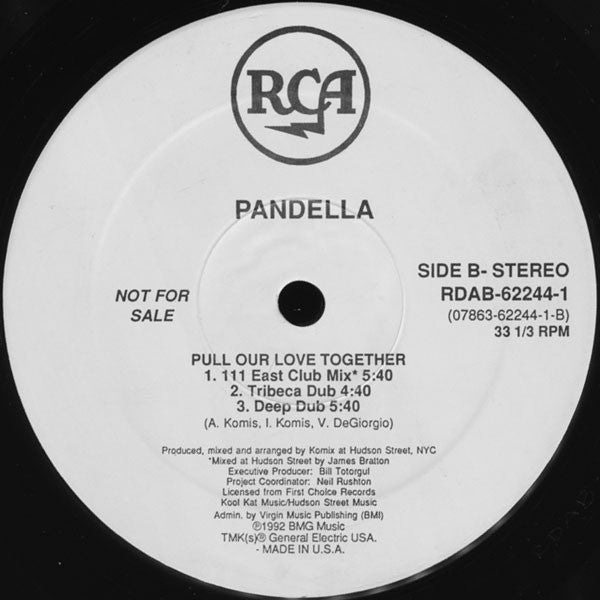 RCA
PANDELLA
SIDE B- STEREO
RDAB-62244-1
(07863-62244-1-B)
33 1/3 RPM
NOT FOR
SALE
PULL OUR LOVE TOGETHER
1. 111 East Club Mix* 5:40
2. Tribeca Dub 4:40
3. Deep Dub 5:40
(A. Komis, I. Komis, V. DeGiorgio)
Produced, mixed and arranged by Komix at Hudson Street, NYC
*Mixed at Hudson Street by James Bratton
Executive Producer: Bill Totorgul
Project Coordinator: Neil Rushton
Licensed from First Choice Records
Kool Kat Music/Hudson Street Music
Admin. by Virgin Music Publishing (BMI)
℗1992 BMG Music
TMK(s)® General Electric USA.
- MADE IN U.S.A.